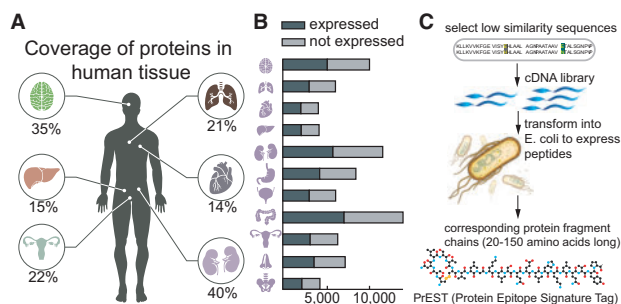 A
Coverage of proteins in
human tissue
35%
21%
15%
14%
22%
40%
B
expressed
not expressed
5,000
10,000
C
select low similarity sequences
cDNA library
transform into
E. coli to express
peptides
corresponding protein fragment
chains (20-150 amino acids long)
PrEST (Protein Epitope Signature Tag)